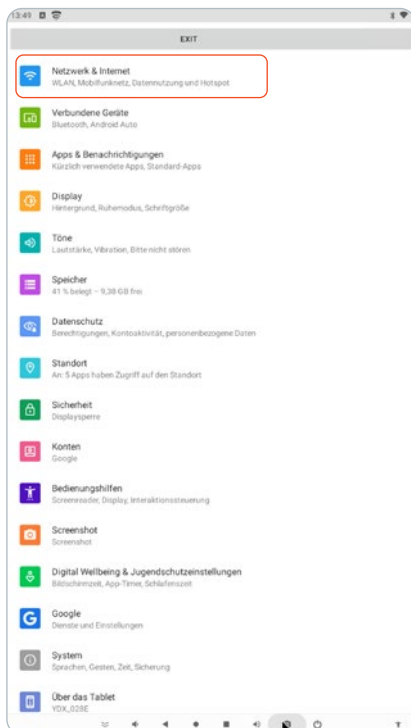 13:49
EXIT
Netzwerk & Internet
WLAN, Mobilfunknetz, Datennutzung und Hotspot
Verbundene Geräte
Bluetooth, Android Auto
Apps & Benachrichtigungen
Kürzlich verwendete Apps, Standard-Apps
Display
Hintergrund, Ruhemodus, Schriftgröße
Töne
Lautstärke, Vibration, Bitte nicht stören
Speicher
41 % belegt – 9,38 GB frei
Datenschutz
Berechtigungen, Kontoaktivität, personenbezogene Daten
Standort
An: 5 Apps haben Zugriff auf den Standort
Sicherheit
Displaysperre
Konten
Google
Bedienungshilfen
Screenreader, Display, Interaktionssteuerung
Screenshot
Screenshot
Digital Wellbeing & Jugendschutzeinstellungen
Bildschirmzeit, App-Timer, Schlafenszeit
Google
Dienste und Einstellungen
System
Sprachen, Gesten, Zeit, Sicherung
Über das Tablet
YDX_028E